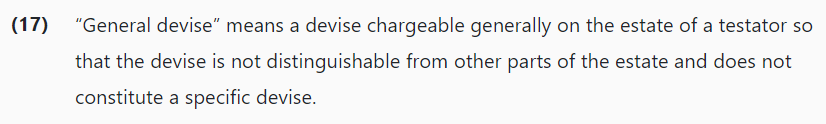 (17) “General devise” means a devise chargeable generally on the estate of a testator so
that the devise is not distinguishable from other parts of the estate and does not
constitute a specific devise.